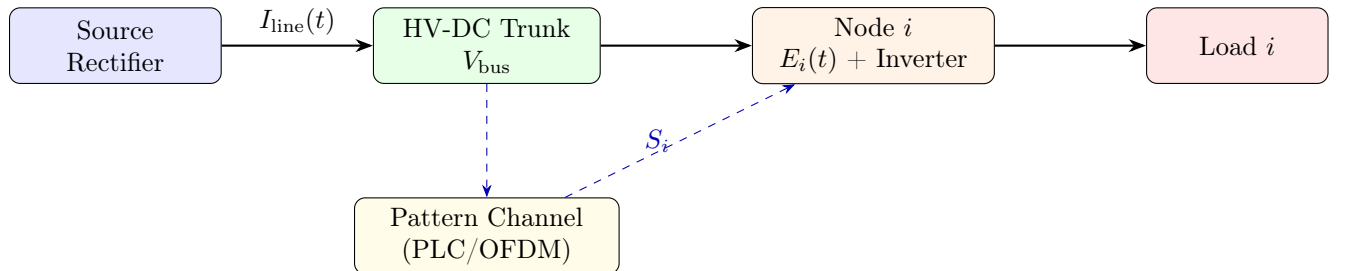 Source
Rectifier
I_line(t)
HV-DC Trunk
V_bus
Node i
E_i(t) + Inverter
Load i
S_i
Pattern Channel
(PLC/OFDM)